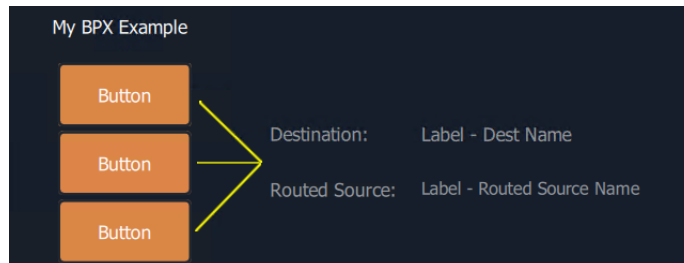 My BPX Example
Button
Button
Button
Destination: Label - Dest Name
Routed Source: Label - Routed Source Name